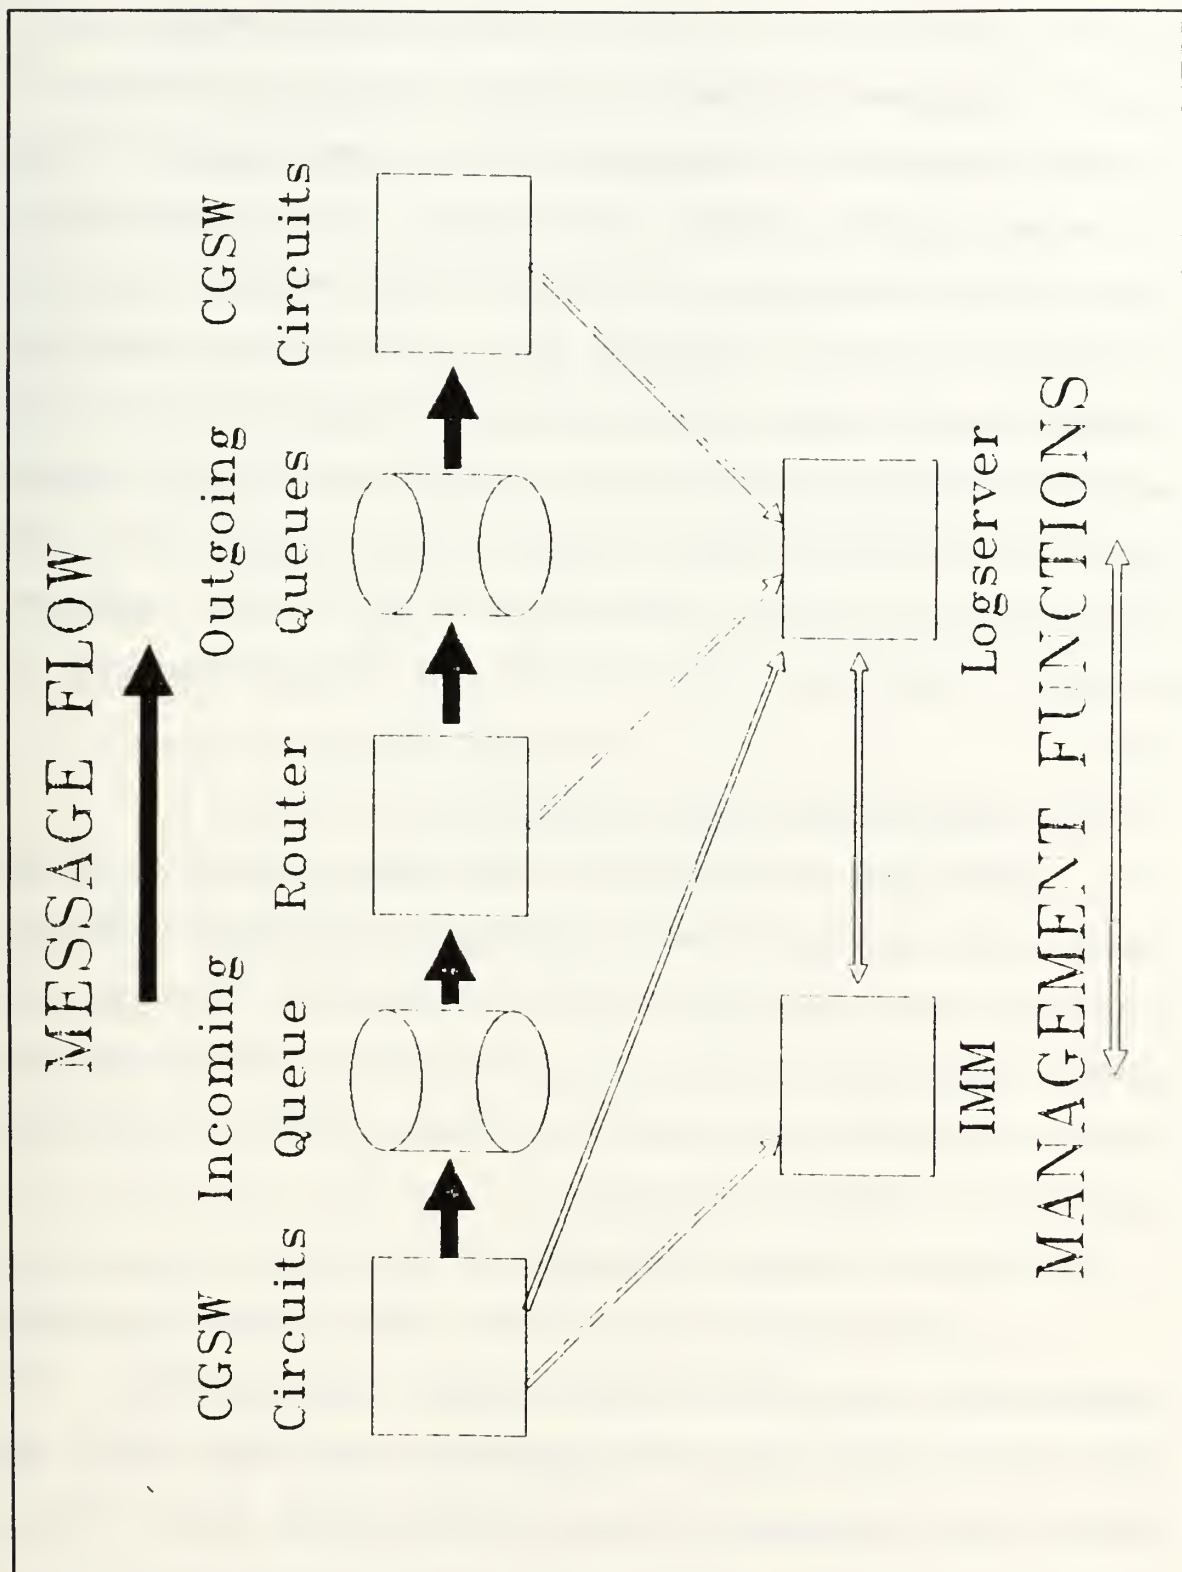 MESSAGE FLOW
CGSW
Circuits
Incoming
Queue
Router
Outgoing
Queues
CGSW
Circuits
IMM
Logserver
MANAGEMENT FUNCTIONS